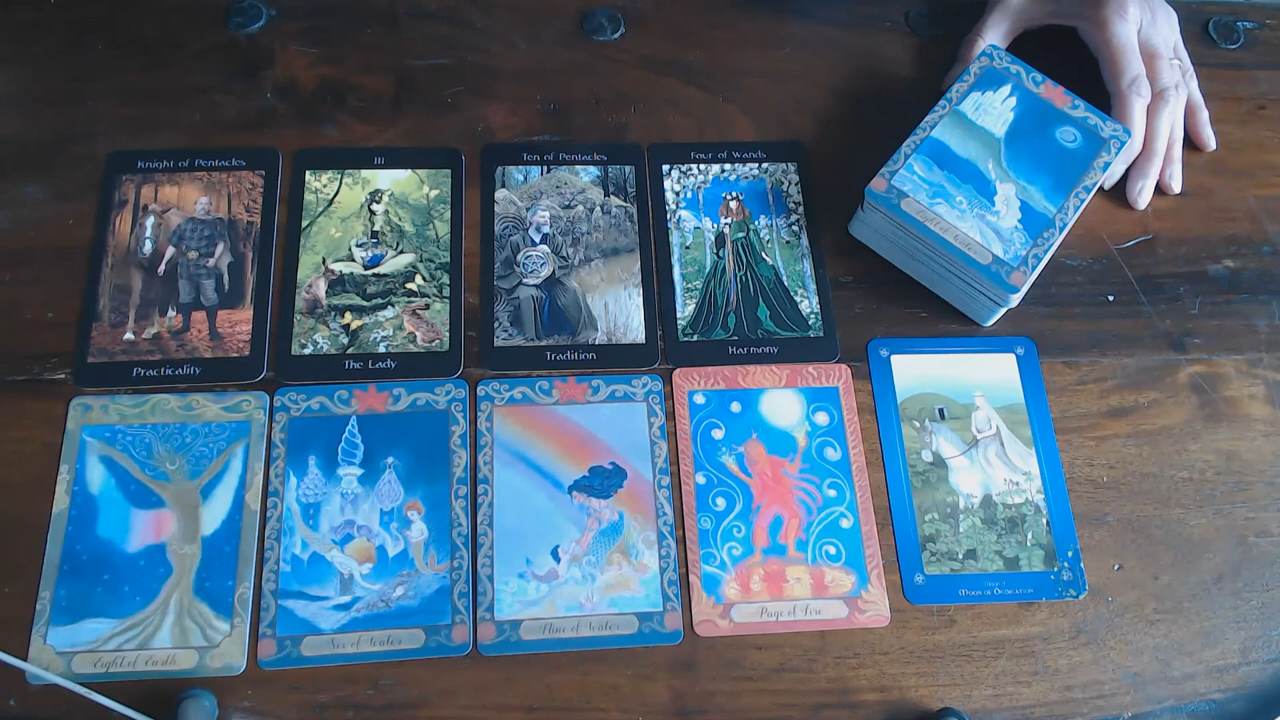 Knight of Pentacles
Practicality
III
The Lady
Ten of Pentacles
Tradition
Four of Wands
Harmony
Eight of Water
Eight of Earth
Six of Water
Nine of Water
Page of Fire
Moon of